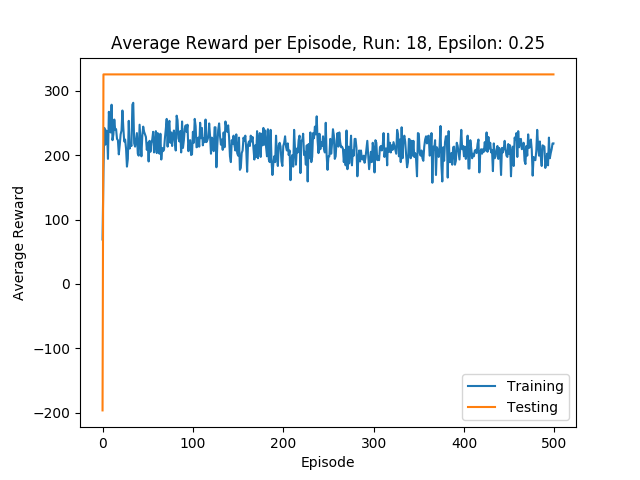 Average Reward per Episode, Run: 18, Epsilon: 0.25
Average Reward
300
200
100
0
−100
−200
0
100
200
300
400
500
Episode
Training
Testing